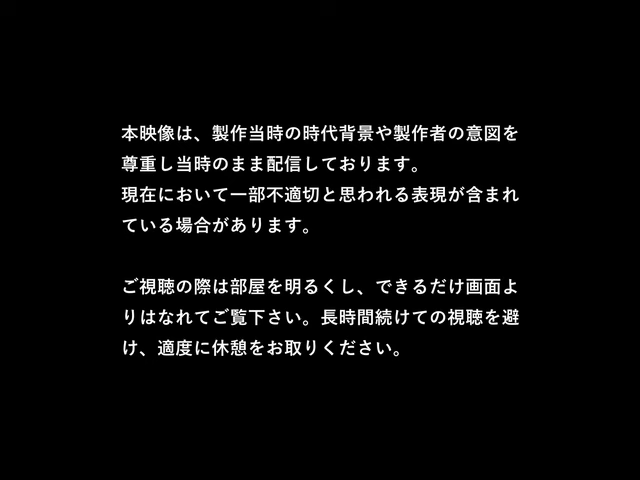 本映像は、製作当時の時代背景や製作者の意図を
尊重し当時のまま配信しております。
現在において一部不適切と思われる表現が含まれ
ている場合があります。
ご視聴の際は部屋を明るくし、できるだけ画面よ
りはなれてご覧下さい。長時間続けての視聴を避
け、適度に休憩をお取りください。